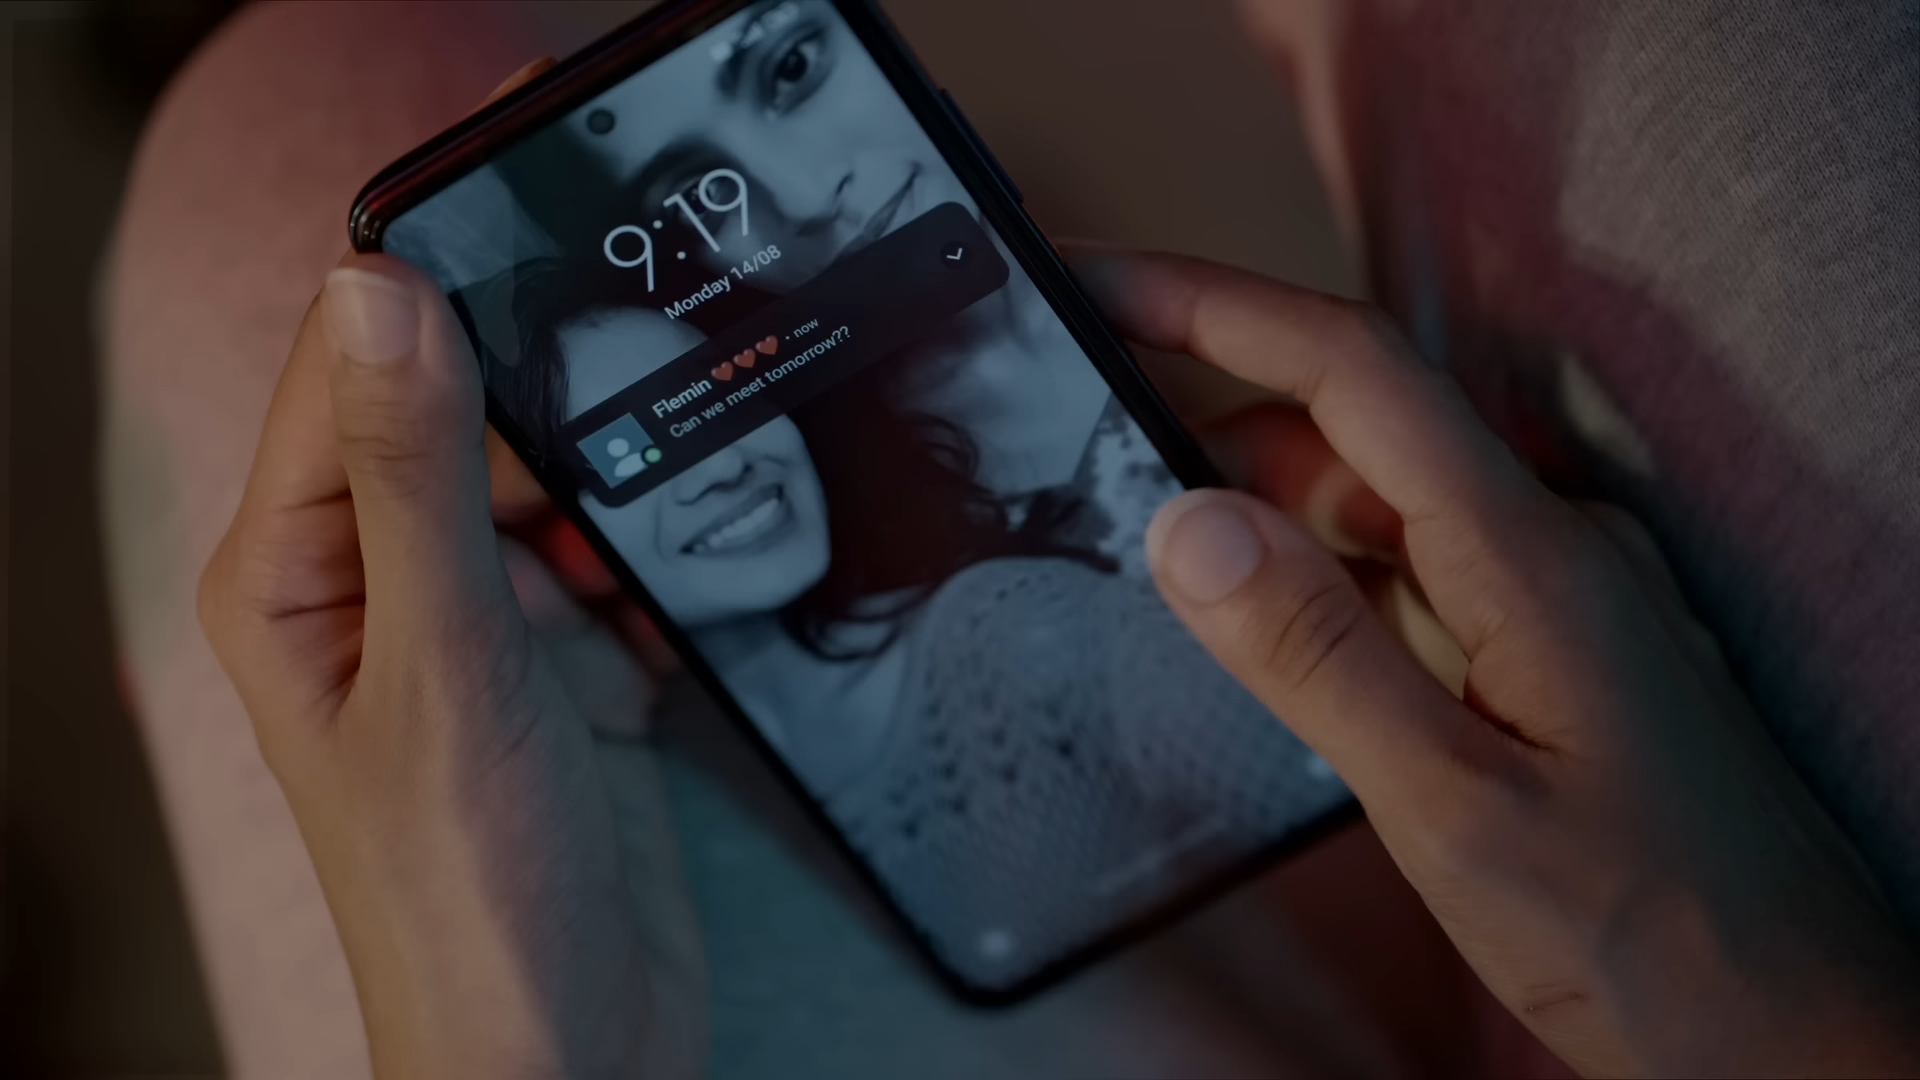 9:19
Monday 14/08
Flemin ❤️❤️❤️ · now
Can we meet tomorrow??